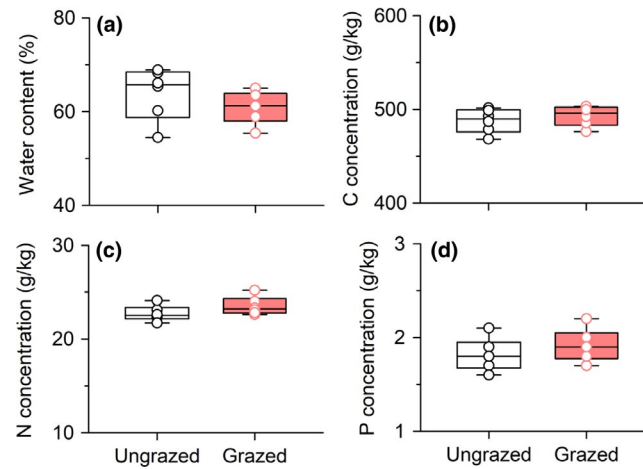 (a)
Water content (%)
80
60
40
(b)
C concentration (g/kg)
600
500
400
(c)
N concentration (g/kg)
30
20
10
Ungrazed Grazed
(d)
P concentration (g/kg)
3
2
1
Ungrazed Grazed